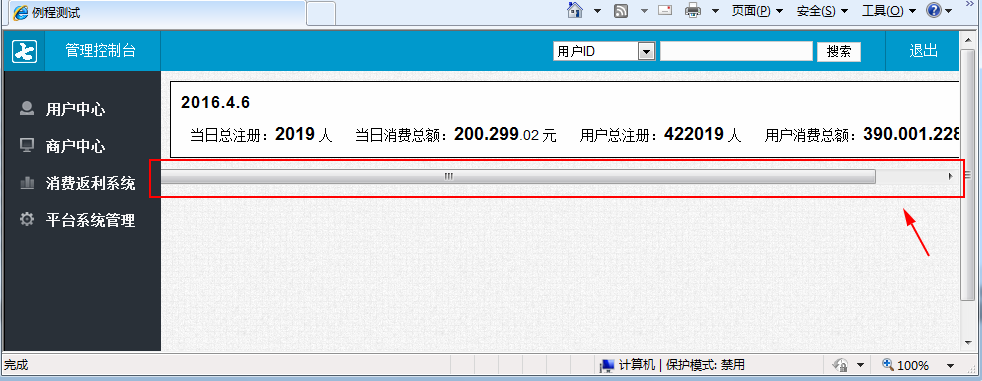 例程测试
页面(P) 安全(S) 工具(O)
管理控制台 用户ID 搜索 退出
用户中心
商户中心
消费返利系统
平台系统管理
2016.4.6
当日总注册：2019 人 当日消费总额：200.299.02 元 用户总注册：422019 人 用户消费总额：390.001.228
完成 计算机 | 保护模式: 禁用 100%